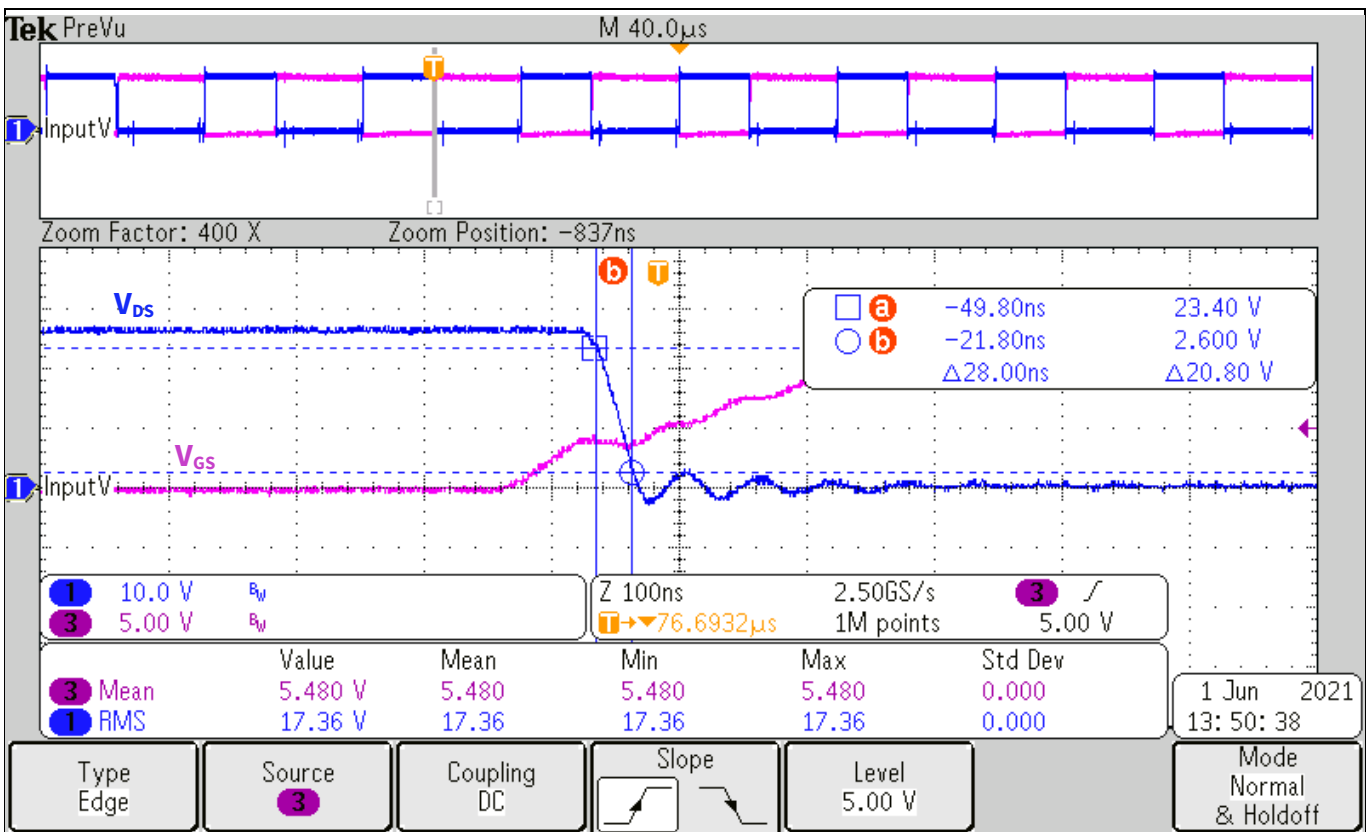 Tek PreVu M 40.0µs
T
1 InputV
Zoom Factor: 400 X Zoom Position: −837ns
b T
VDS
a −49.80ns 23.40 V
b −21.80ns 2.600 V
Δ28.00ns Δ20.80 V
VGS
1 InputV
1 10.0 V BW
3 5.00 V BW
Z 100ns 2.50GS/s 3
T→▼76.6932µs 1M points 5.00 V
Value Mean Min Max Std Dev
3 Mean 5.480 V 5.480 5.480 5.480 0.000
1 RMS 17.36 V 17.36 17.36 17.36 0.000
1 Jun 2021
13:50:38
Type
Edge
Source
3
Coupling
DC
Slope
Level
5.00 V
Mode
Normal
& Holdoff